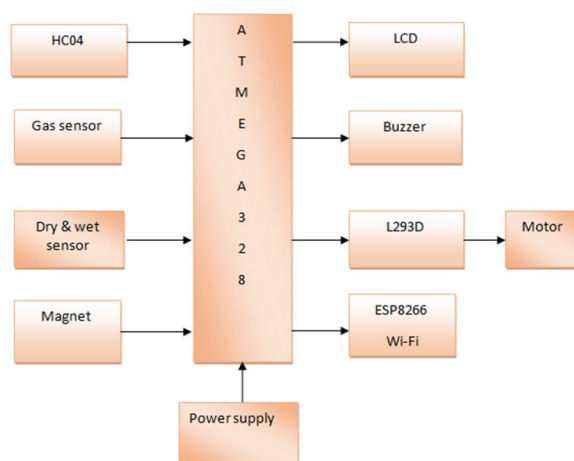 HC04
Gas sensor
Dry & wet
sensor
Magnet
A
T
M
E
G
A
3
2
8
LCD
Buzzer
L293D
Motor
ESP8266
Wi-Fi
Power supply